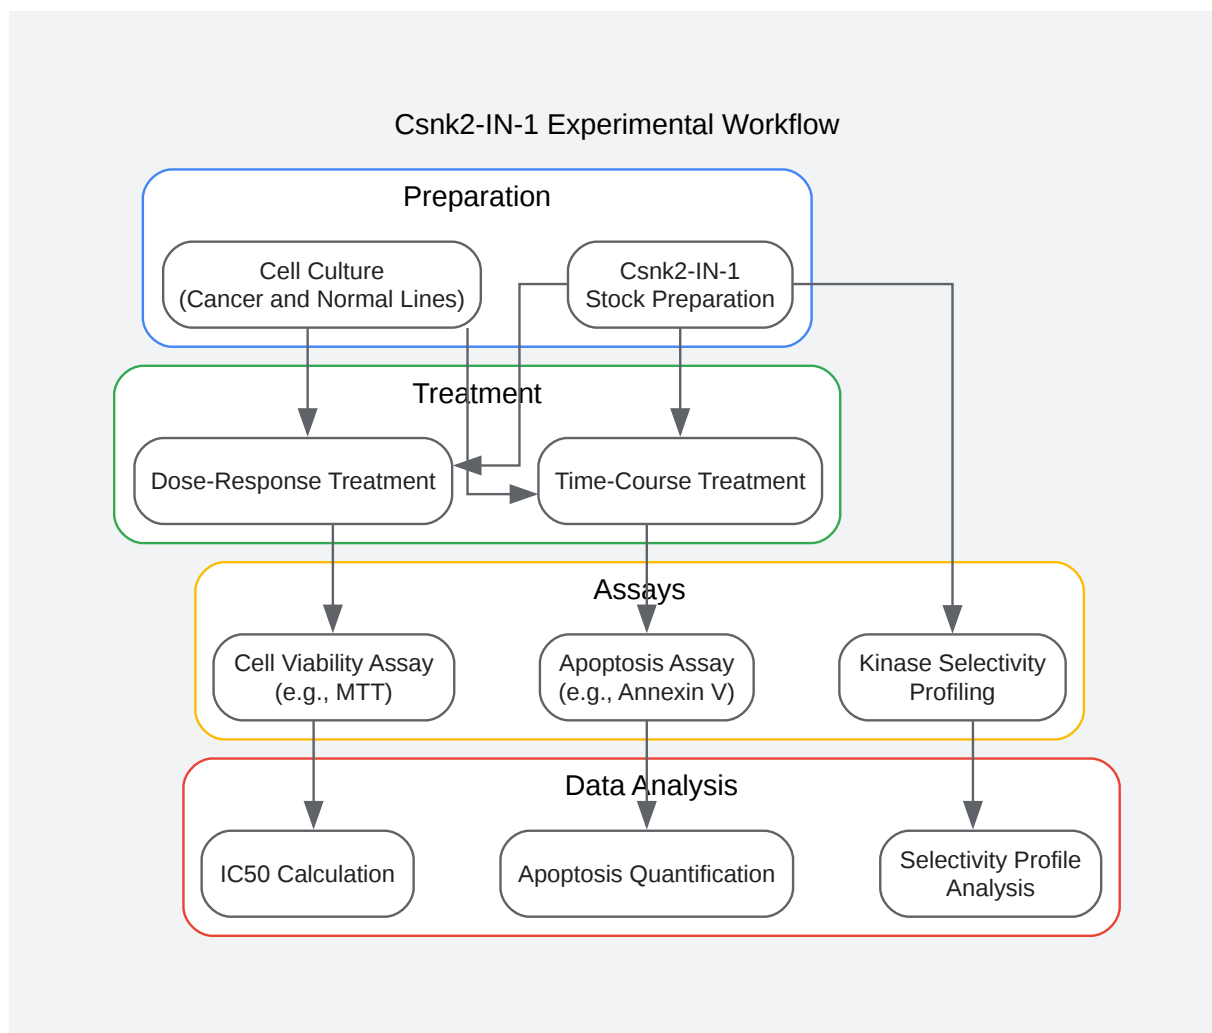 Csnk2-IN-1 Experimental Workflow
Preparation
Cell Culture
(Cancer and Normal Lines)
Csnk2-IN-1
Stock Preparation
Treatment
Dose-Response Treatment
Time-Course Treatment
Assays
Cell Viability Assay
(e.g., MTT)
Apoptosis Assay
(e.g., Annexin V)
Kinase Selectivity
Profiling
Data Analysis
IC50 Calculation
Apoptosis Quantification
Selectivity Profile
Analysis